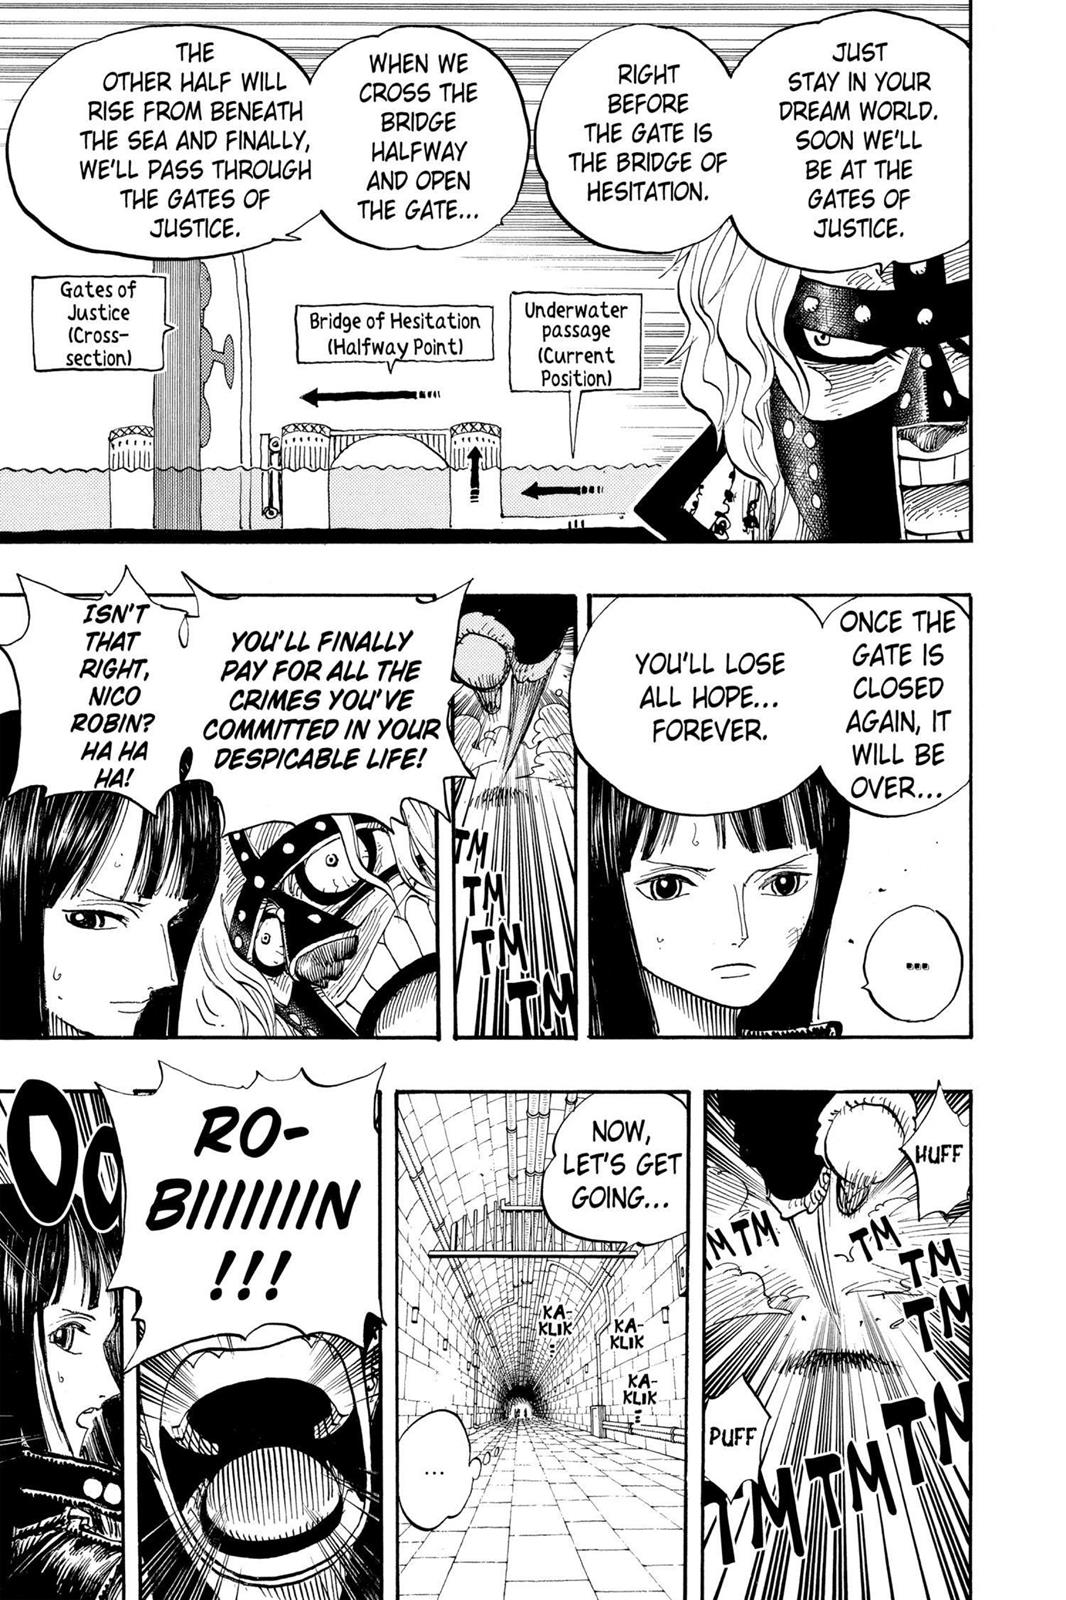 JUST
STAY IN YOUR
DREAM WORLD.
SOON WE'LL
BE AT THE
GATES OF
JUSTICE.
RIGHT
BEFORE
THE GATE IS
THE BRIDGE OF
HESITATION.
WHEN WE
CROSS THE
BRIDGE
HALFWAY
AND OPEN
THE GATE...
THE
OTHER HALF WILL
RISE FROM BENEATH
THE SEA AND FINALLY,
WE'LL PASS THROUGH
THE GATES OF
JUSTICE.
Underwater
passage
(Current
Position)
Bridge of Hesitation
(Halfway Point)
Gates of
Justice
(Cross-
section)
ONCE THE
GATE IS
CLOSED
AGAIN, IT
WILL BE
OVER...
YOU'LL LOSE
ALL HOPE...
FOREVER.
...
TM
TM
TM
TM
YOU'LL FINALLY
PAY FOR ALL THE
CRIMES YOU'VE
COMMITTED IN YOUR
DESPICABLE LIFE!
ISN'T
THAT
RIGHT,
NICO
ROBIN?
HA HA
HA!
HUFF
TM TM
TM
TM
TM
PUFF
TM TM TM TM
NOW,
LET'S GET
GOING...
KA-
KLIK
KA-
KLIK
KA-
KLIK
...
RO-
BIIIIIIIN
!!!
OO